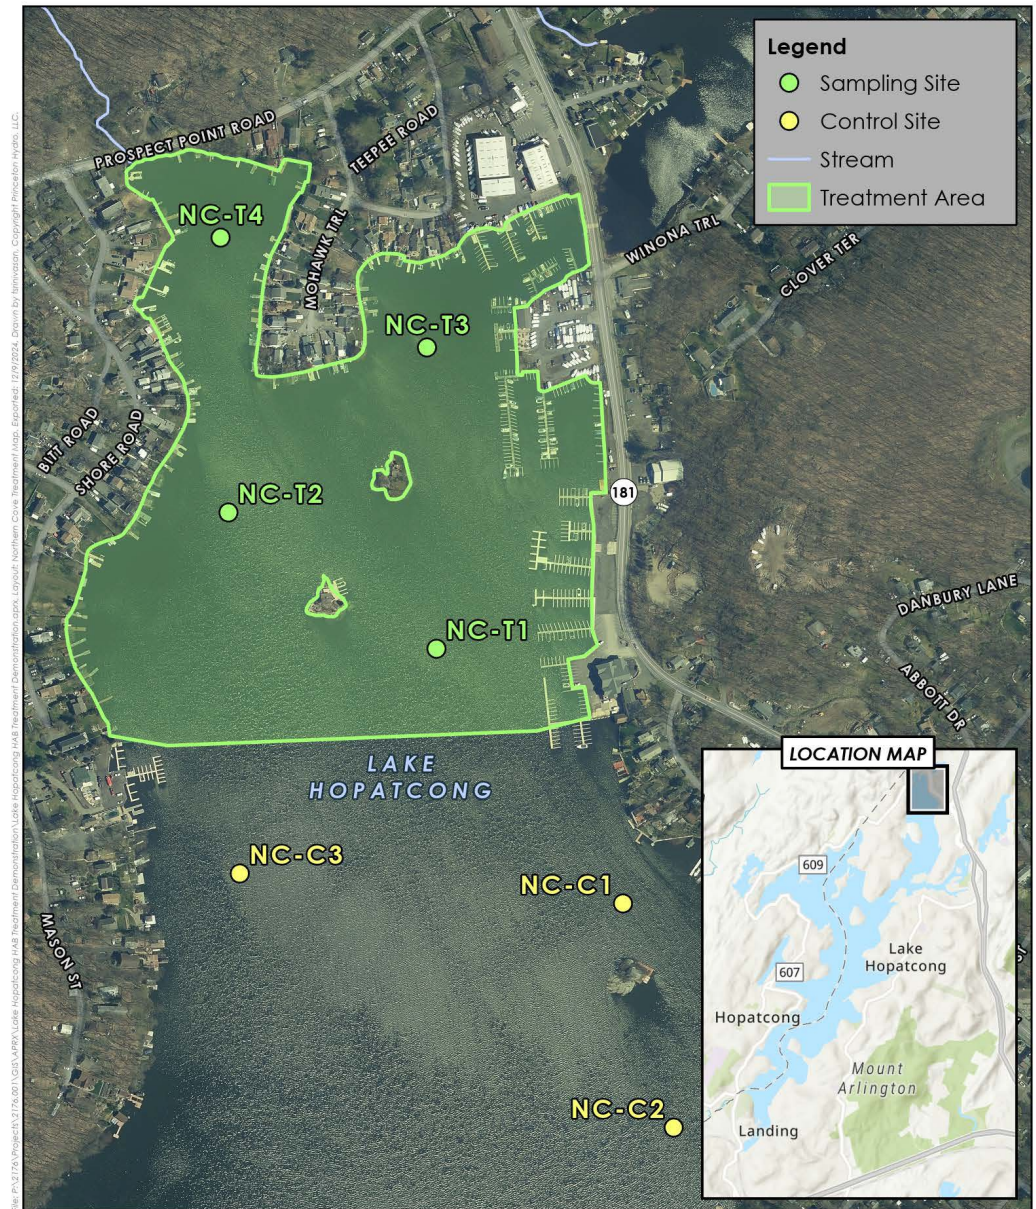 Legend
Sampling Site
Control Site
Stream
Treatment Area
PROSPECT POINT ROAD
TEEPEE ROAD
MOHAWK TRL
WINONA TRL
CLOVER TER
NC-T4
NC-T3
BITT ROAD
SHORE ROAD
NC-T2
181
NC-T1
DANBURY LANE
ABBOTT DR
LAKE
HOPATCONG
NC-C3
NC-C1
MASON ST
NC-C2
LOCATION MAP
609
607
Lake
Hopatcong
Hopatcong
Mount
Arlington
Landing